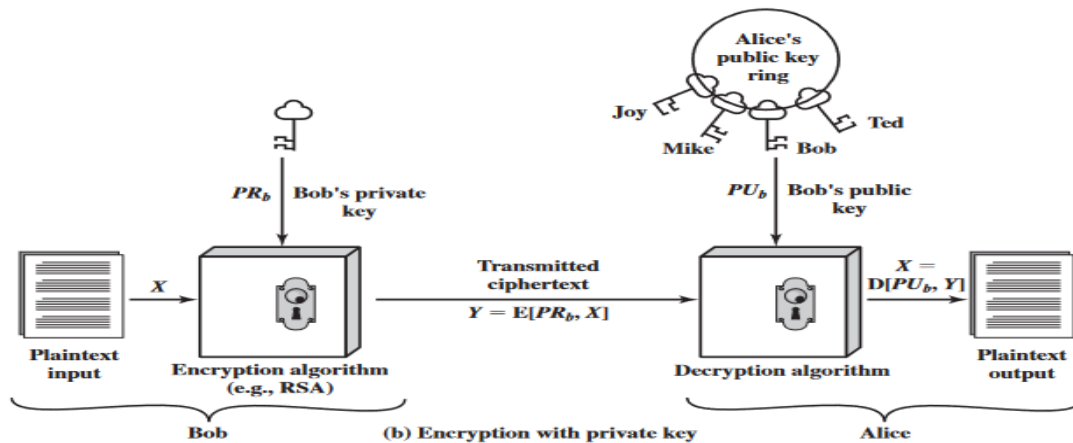 Alice's
public key
ring
Joy
Ted
Mike
Bob
PR_b
Bob's private
key
PU_b
Bob's public
key
X
Transmitted
ciphertext
Y = E[PR_b, X]
X =
D[PU_b, Y]
Plaintext
input
Encryption algorithm
(e.g., RSA)
Decryption algorithm
Plaintext
output
Bob
(b) Encryption with private key
Alice